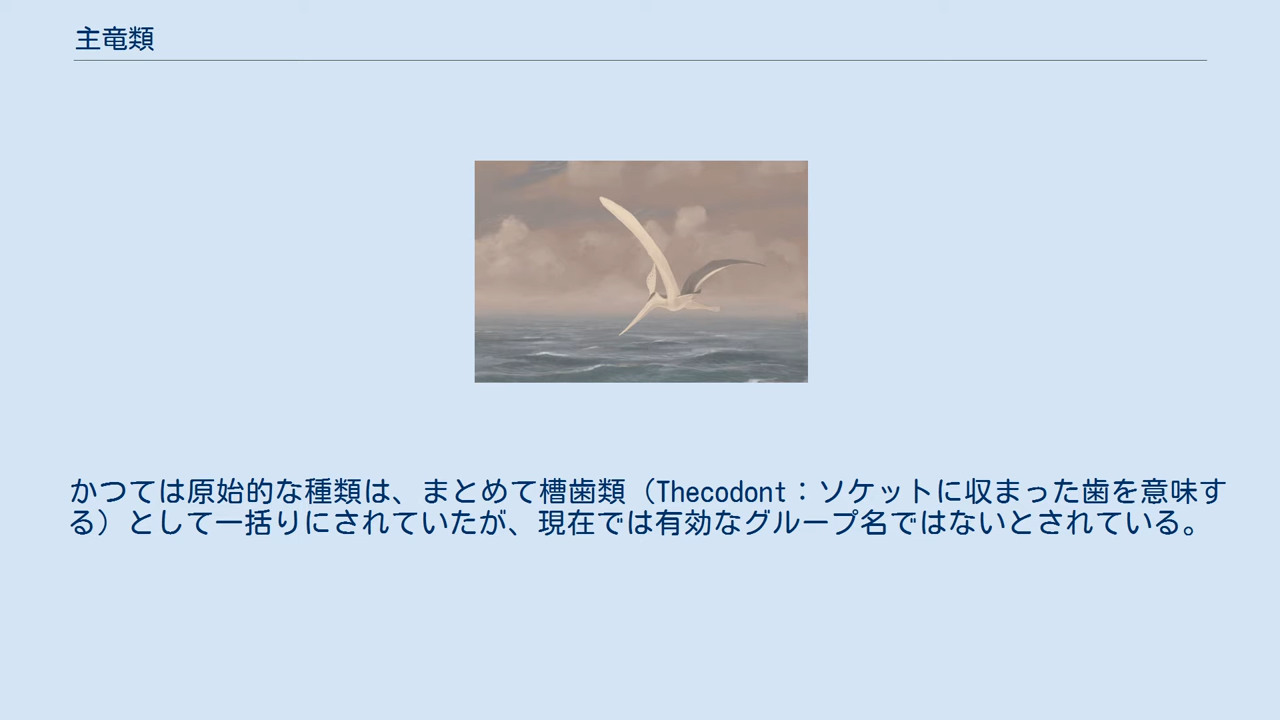 主竜類
かつては原始的な種類は、まとめて槽歯類（Thecodont：ソケットに収まった歯を意味す
る）として一括りにされていたが、現在では有効なグループ名ではないとされている。